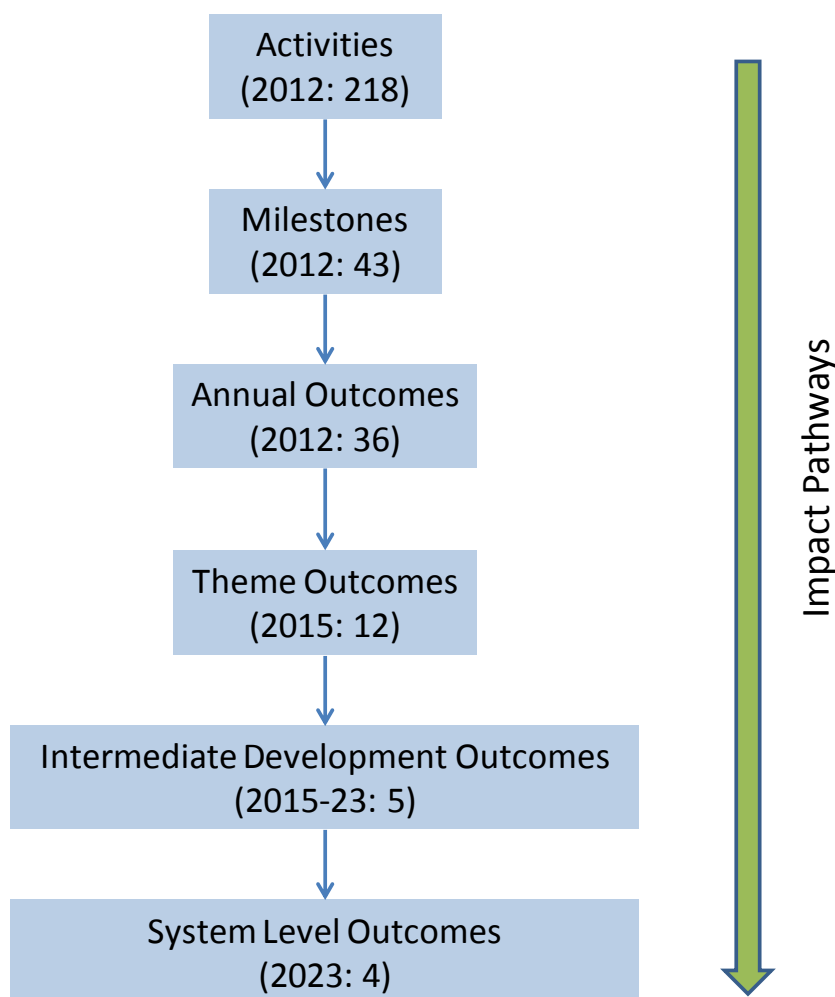 Activities
(2012: 218)
Milestones
(2012: 43)
Annual Outcomes
(2012: 36)
Theme Outcomes
(2015: 12)
Intermediate Development Outcomes
(2015-23: 5)
System Level Outcomes
(2023: 4)
Impact Pathways